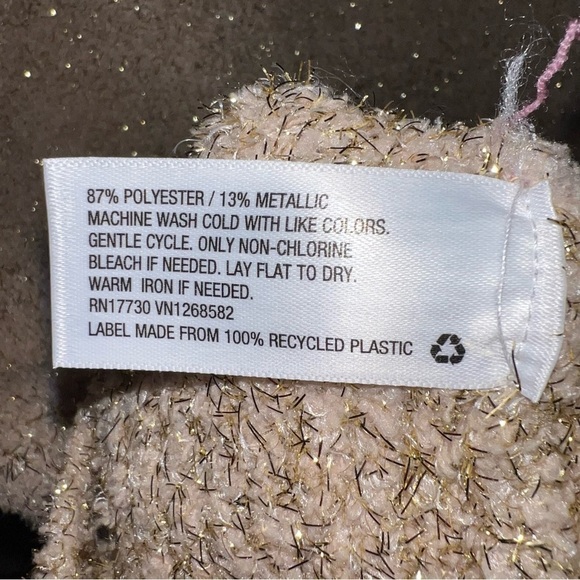 87% POLYESTER / 13% METALLIC
MACHINE WASH COLD WITH LIKE COLORS.
GENTLE CYCLE. ONLY NON-CHLORINE
BLEACH IF NEEDED. LAY FLAT TO DRY.
WARM IRON IF NEEDED.
RN17730 VN1268582
LABEL MADE FROM 100% RECYCLED PLASTIC